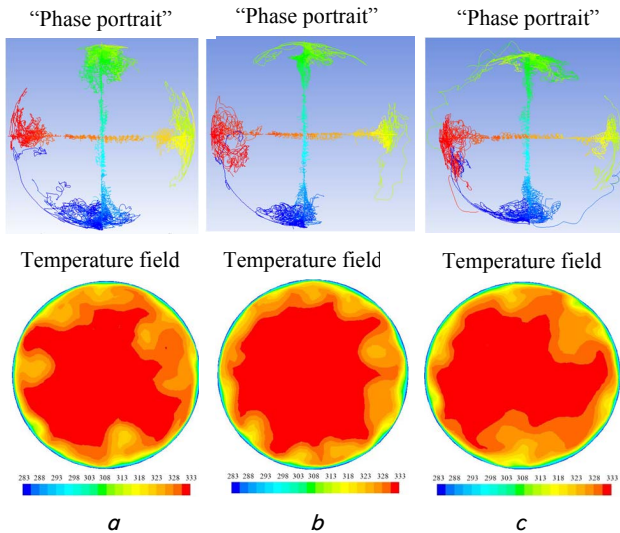 “Phase portrait” “Phase portrait” “Phase portrait”
Temperature field Temperature field Temperature field
283 288 293 298 303 308 313 318 323 328 333 283 288 293 298 303 308 313 318 323 328 333 283 288 293 298 303 308 313 318 323 328 333
a b c